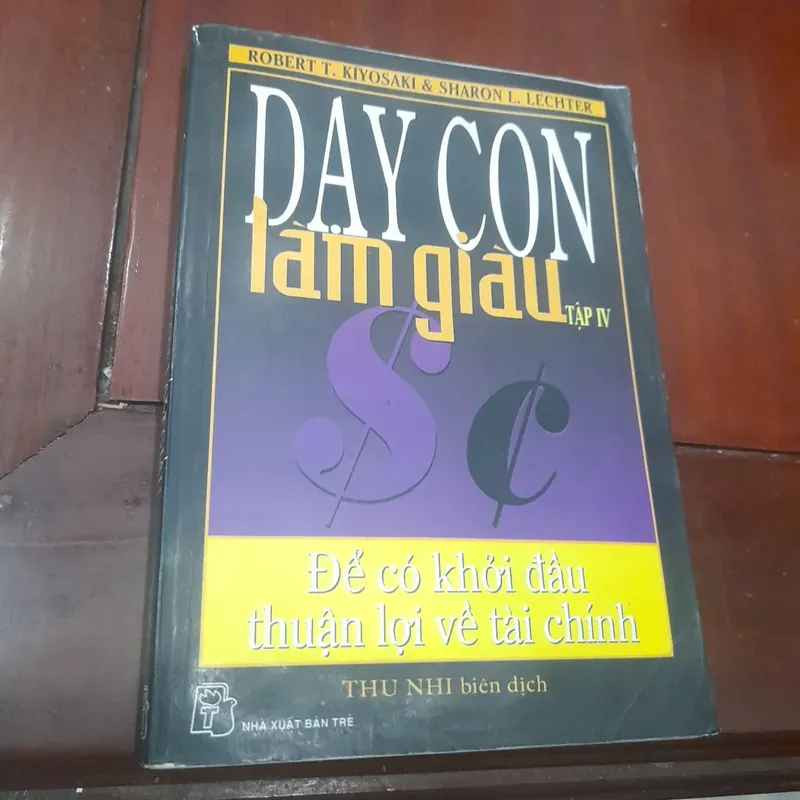 ROBERT T. KIYOSAKI & SHARON L. LECHTER
DẠY CON
làm giàu
TẬP IV
$ ¢
Để có khởi đầu
thuận lợi về tài chính
THU NHI biên dịch
T
NHÀ XUẤT BẢN TRẺ